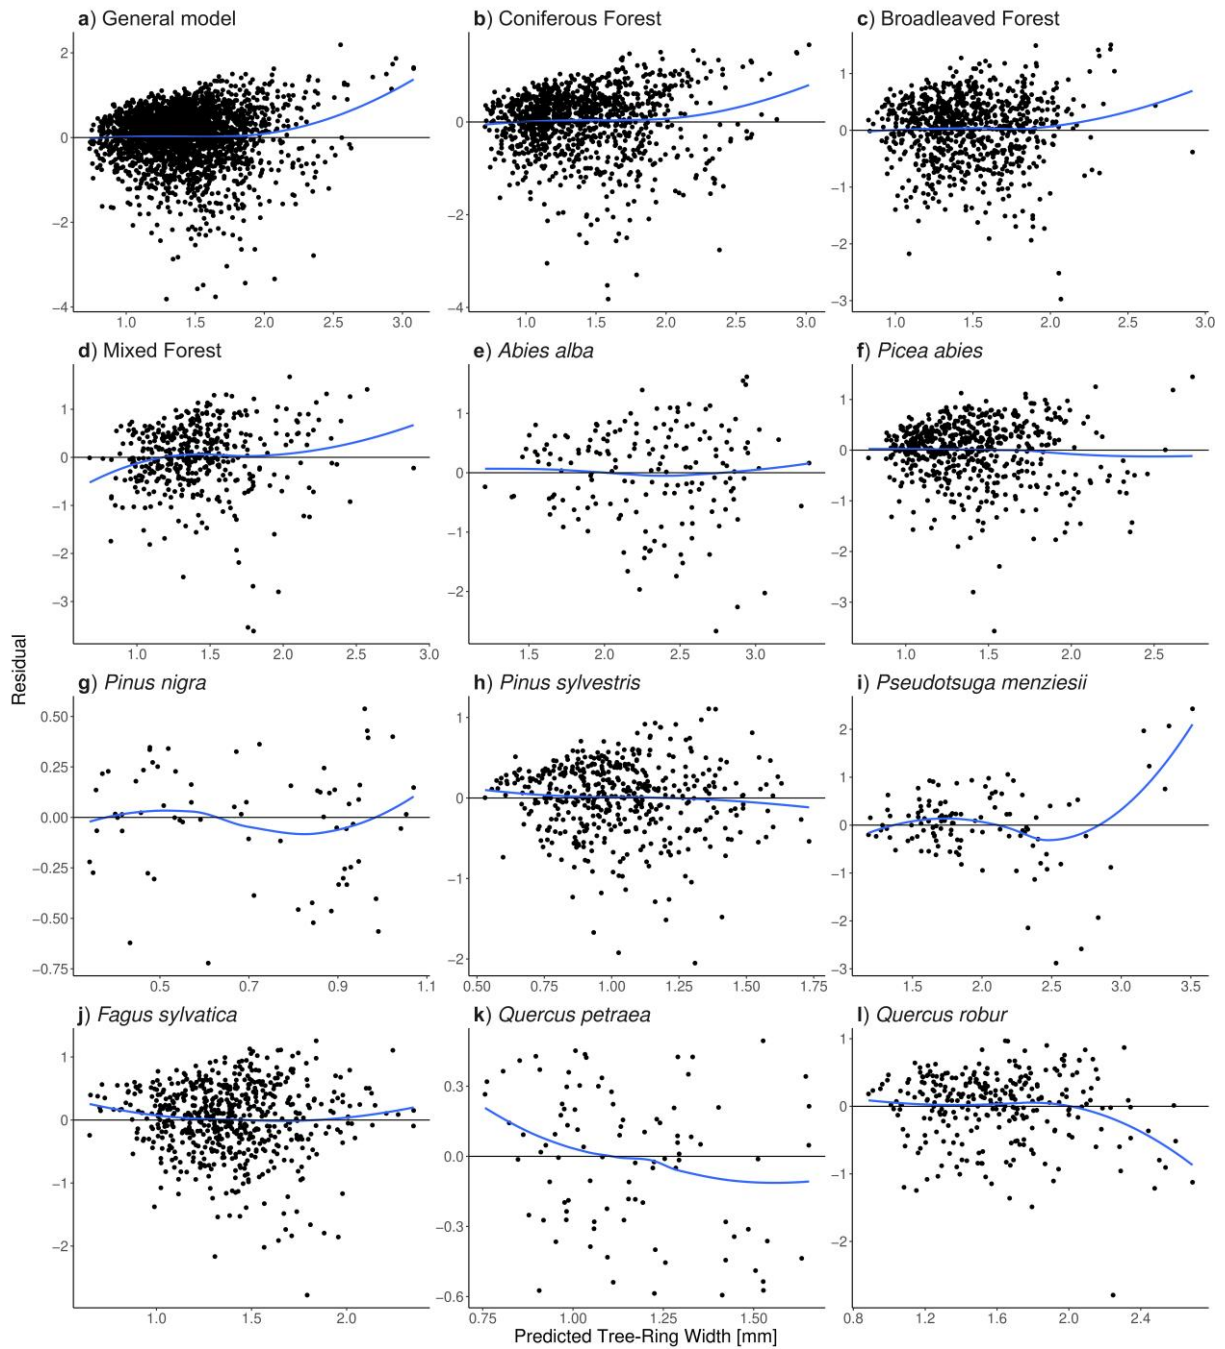 a) General model
2
0
−2
−4
1.0 1.5 2.0 2.5 3.0
b) Coniferous Forest
0
−2
−4
1.0 1.5 2.0 2.5 3.0
c) Broadleaved Forest
1
0
−1
−2
−3
1.0 1.5 2.0 2.5 3.0
d) Mixed Forest
1
0
−1
−2
−3
1.0 1.5 2.0 2.5 3.0
e) Abies alba
1
0
−1
−2
1.5 2.0 2.5 3.0
f) Picea abies
1
0
−1
−2
−3
1.0 1.5 2.0 2.5
Residual
g) Pinus nigra
0.50
0.25
0.00
−0.25
−0.50
−0.75
0.5 0.7 0.9 1.1
h) Pinus sylvestris
1
0
−1
−2
0.50 0.75 1.00 1.25 1.50 1.75
i) Pseudotsuga menziesii
2
1
0
−1
−2
−3
1.5 2.0 2.5 3.0 3.5
j) Fagus sylvatica
1
0
−1
−2
1.0 1.5 2.0
k) Quercus petraea
0.3
0.0
−0.3
−0.6
0.75 1.00 1.25 1.50
l) Quercus robur
1
0
−1
−2
0.8 1.2 1.6 2.0 2.4
Predicted Tree-Ring Width [mm]